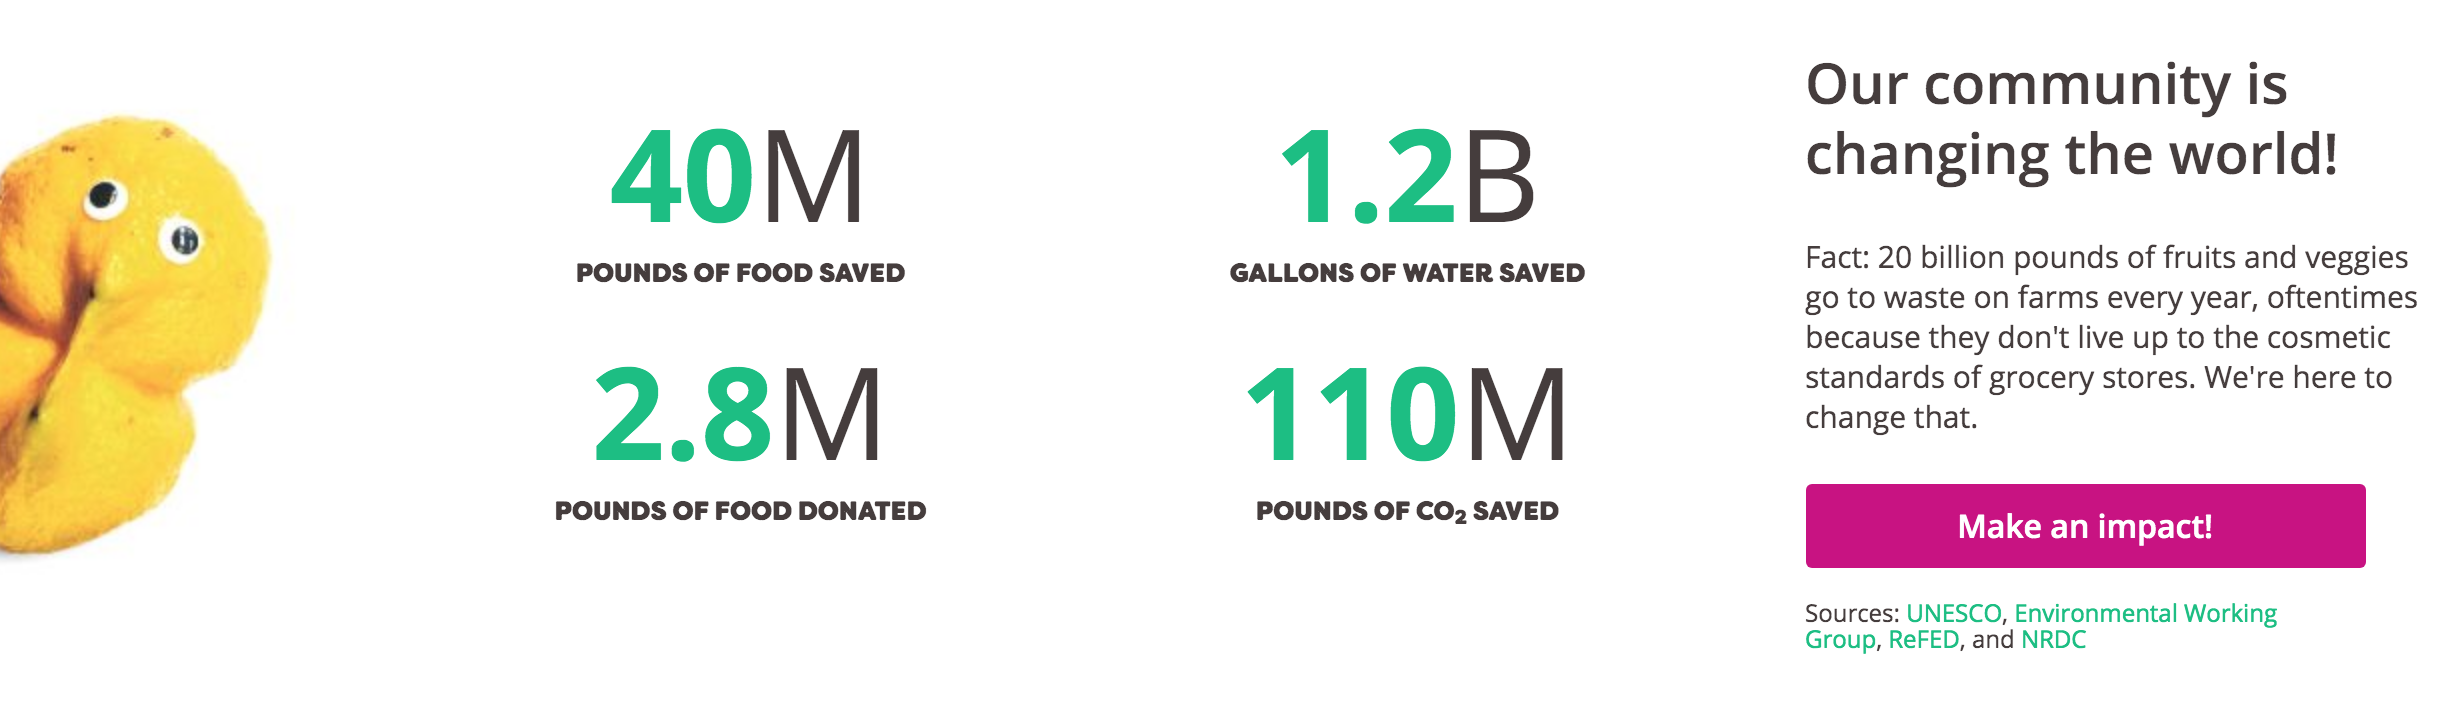 40M
POUNDS OF FOOD SAVED
1.2B
GALLONS OF WATER SAVED
2.8M
POUNDS OF FOOD DONATED
110M
POUNDS OF CO₂ SAVED
Our community is
changing the world!
Fact: 20 billion pounds of fruits and veggies
go to waste on farms every year, oftentimes
because they don't live up to the cosmetic
standards of grocery stores. We're here to
change that.
Make an impact!
Sources: UNESCO, Environmental Working
Group, ReFED, and NRDC